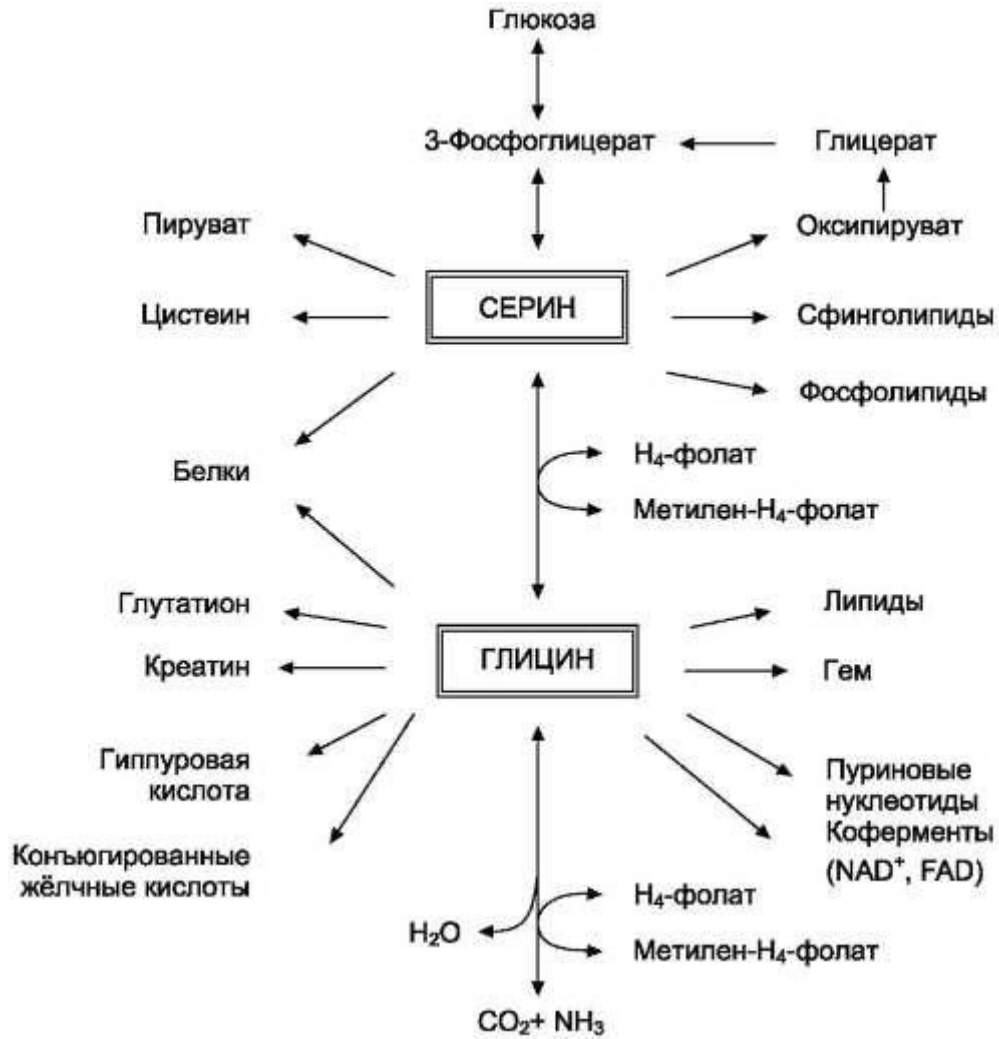 Глюкоза
3-Фосфоглицерат
Глицерат
Пируват
Оксипируват
СЕРИН
Цистеин
Сфинголипиды
Фосфолипиды
Белки
H₄-фолат
Метилен-H₄-фолат
Глутатион
Липиды
ГЛИЦИН
Креатин
Гем
Гиппуровая
кислота
Пуриновые
нуклеотиды
Коферменты
(NAD⁺, FAD)
Конъюгированные
жёлчные кислоты
H₄-фолат
H₂O
Метилен-H₄-фолат
CO₂+ NH₃